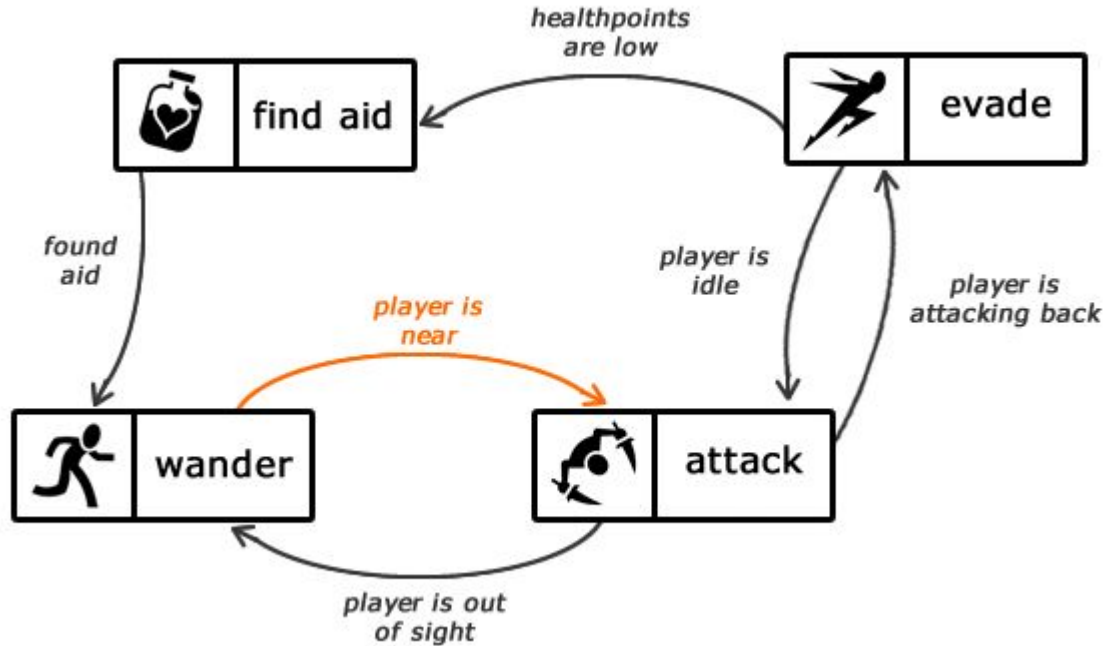 healthpoints
are low
find aid
evade
found
aid
player is
idle
player is
attacking back
player is
near
wander
attack
player is out
of sight